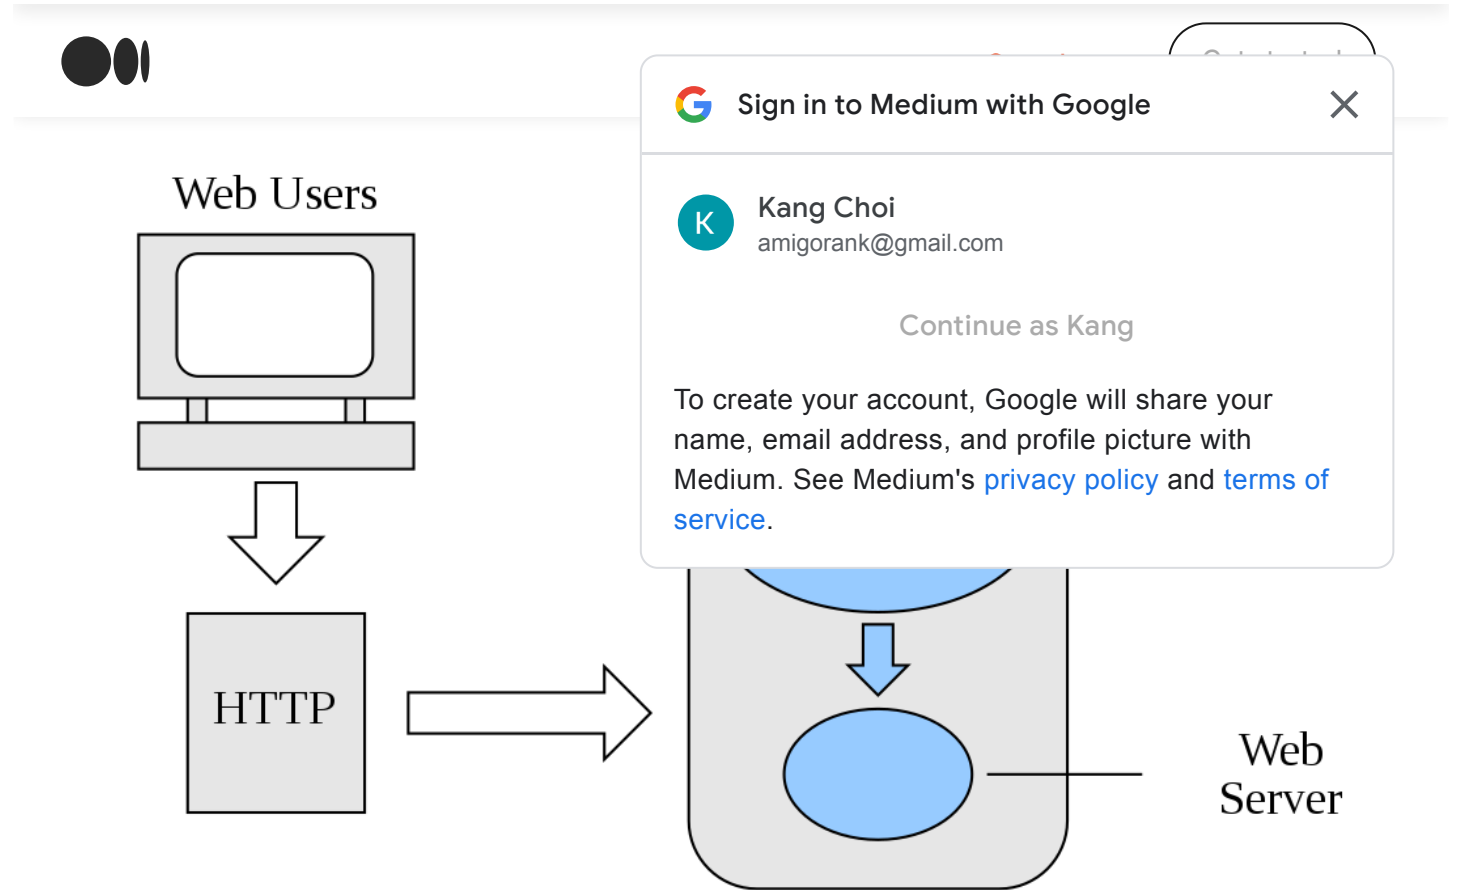 Sign in to Medium with Google
K
Kang Choi
amigorank@gmail.com
Continue as Kang
To create your account, Google will share your
name, email address, and profile picture with
Medium. See Medium's privacy policy and terms of
service.
Web Users
HTTP
Web
Server